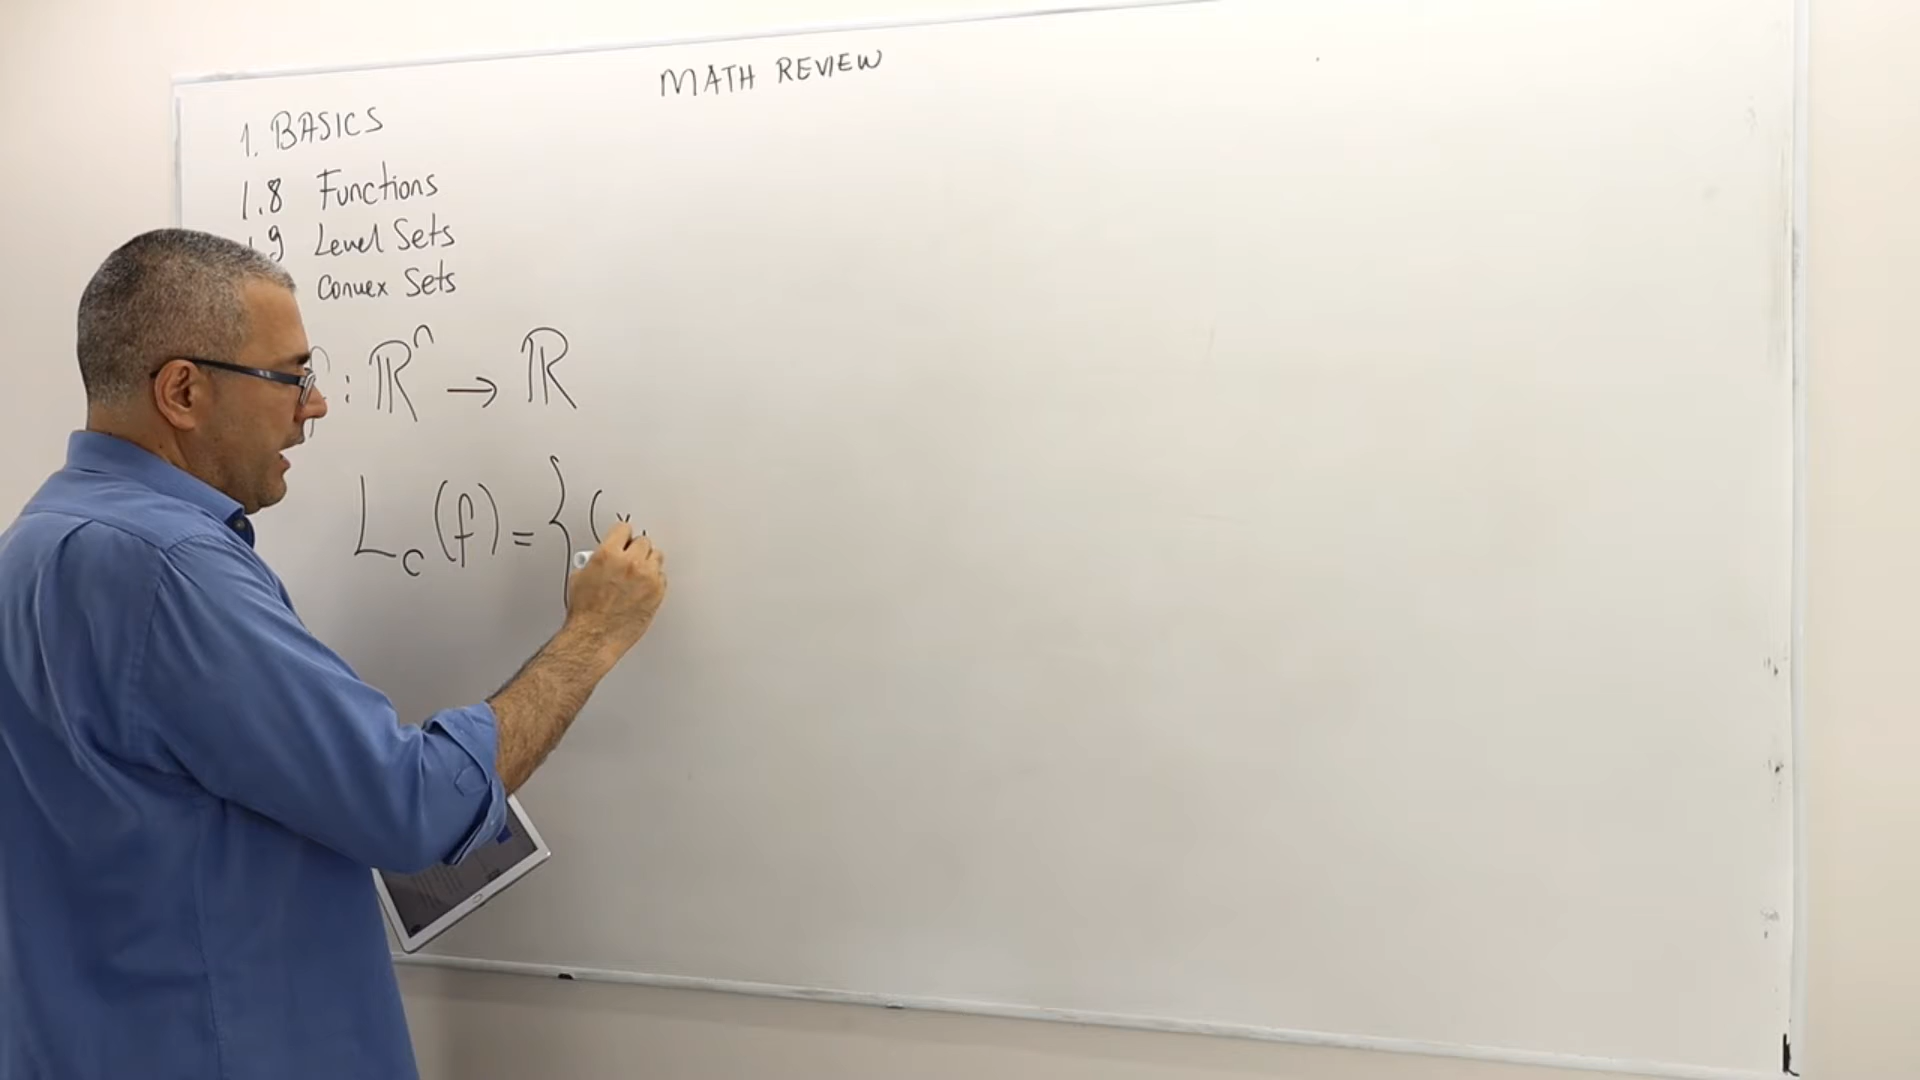 MATH REVIEW
1. BASICS
1.8 Functions
1.9 Level Sets
Convex Sets
f : ℝⁿ → ℝ
L_c (f) = { (x,